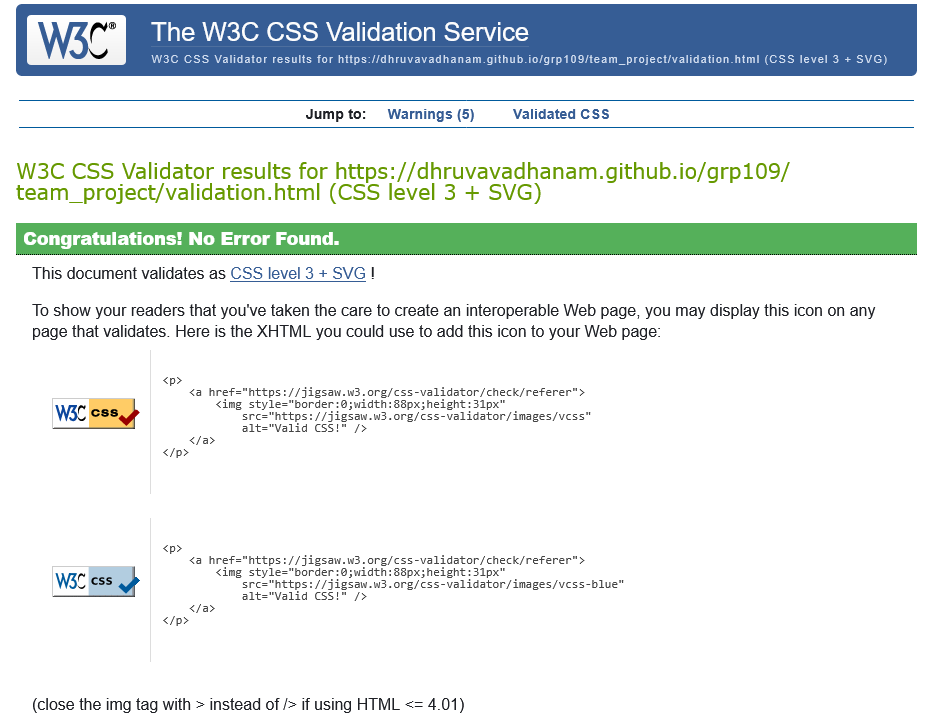 W3C®
The W3C CSS Validation Service
W3C CSS Validator results for https://dhruvavadhanam.github.io/grp109/team_project/validation.html (CSS level 3 + SVG)
Jump to: Warnings (5) Validated CSS
W3C CSS Validator results for https://dhruvavadhanam.github.io/grp109/
team_project/validation.html (CSS level 3 + SVG)
Congratulations! No Error Found.
This document validates as CSS level 3 + SVG !
To show your readers that you've taken the care to create an interoperable Web page, you may display this icon on any
page that validates. Here is the XHTML you could use to add this icon to your Web page:
W3C css
<p>
    <a href="https://jigsaw.w3.org/css-validator/check/referer">
        <img style="border:0;width:88px;height:31px"
            src="https://jigsaw.w3.org/css-validator/images/vcss"
            alt="Valid CSS!" />
    </a>
</p>
W3C css
<p>
    <a href="https://jigsaw.w3.org/css-validator/check/referer">
        <img style="border:0;width:88px;height:31px"
            src="https://jigsaw.w3.org/css-validator/images/vcss-blue"
            alt="Valid CSS!" />
    </a>
</p>
(close the img tag with > instead of /> if using HTML <= 4.01)